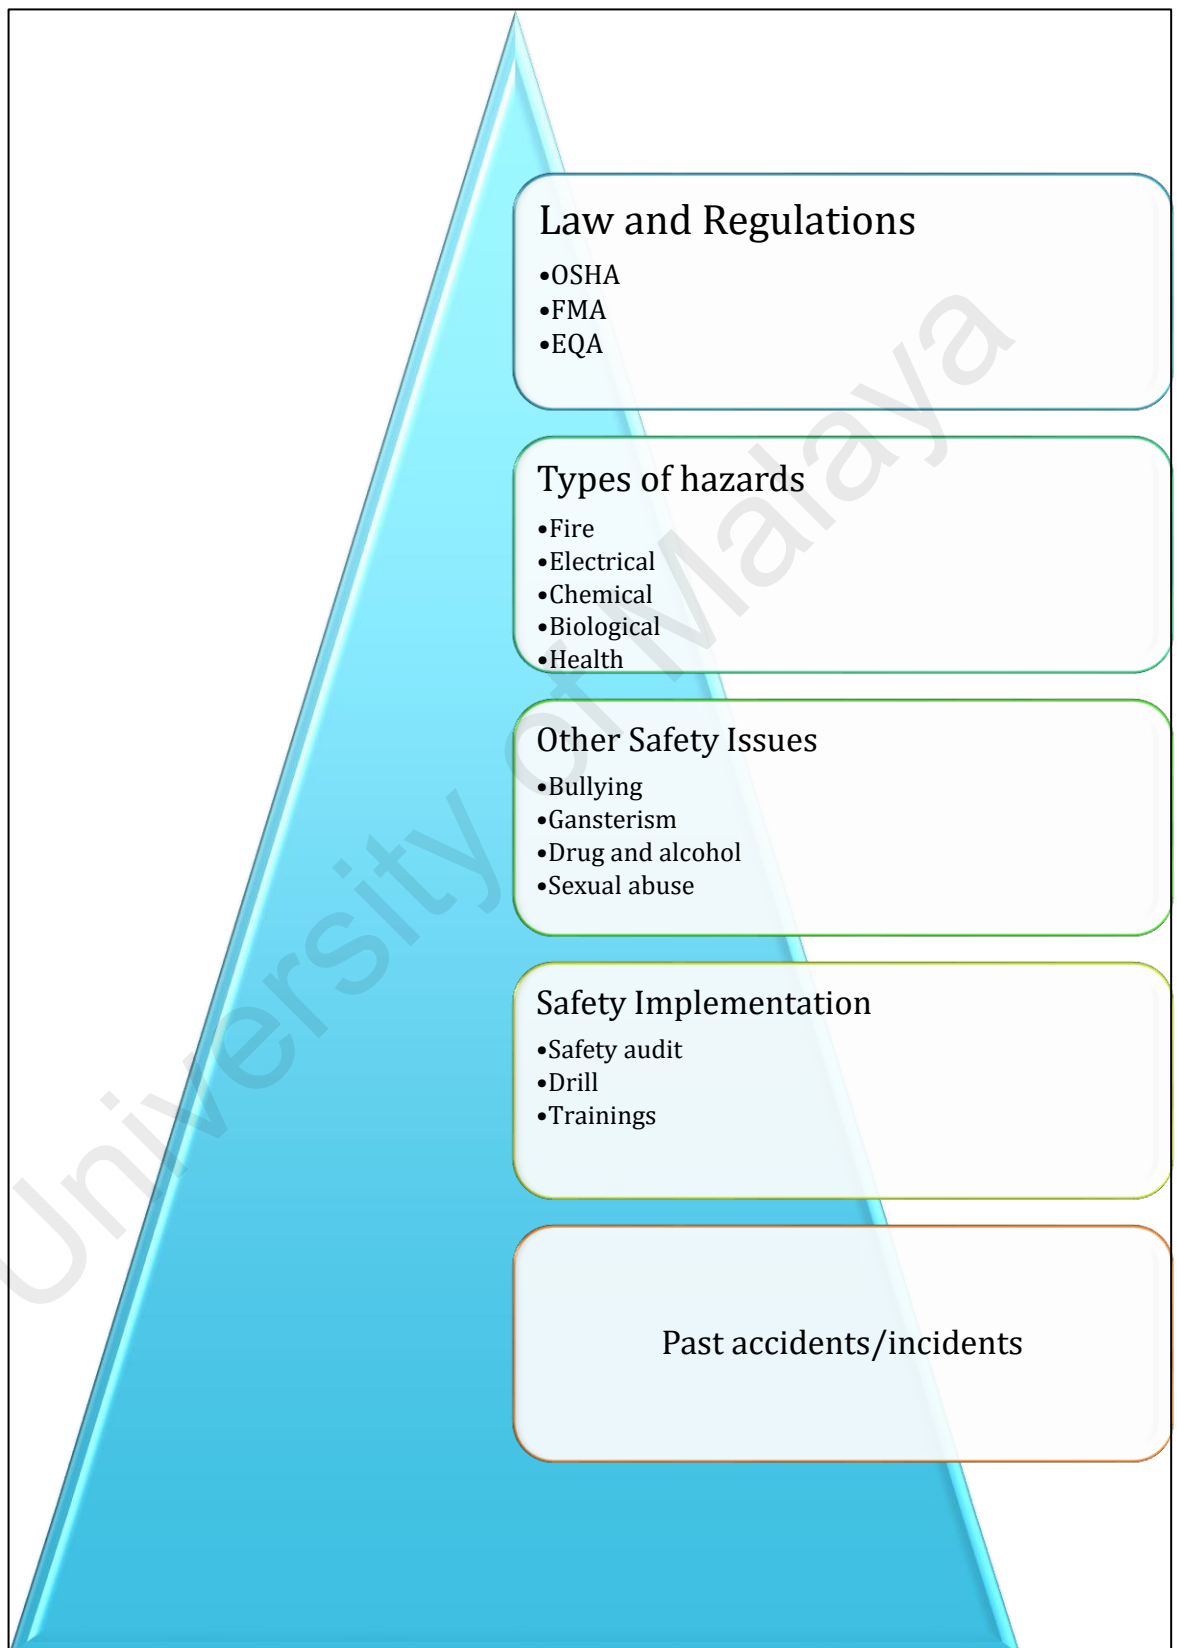 Law and Regulations
•OSHA
•FMA
•EQA
Types of hazards
•Fire
•Electrical
•Chemical
•Biological
•Health
Other Safety Issues
•Bullying
•Gansterism
•Drug and alcohol
•Sexual abuse
Safety Implementation
•Safety audit
•Drill
•Trainings
Past accidents/incidents
University of Malaya